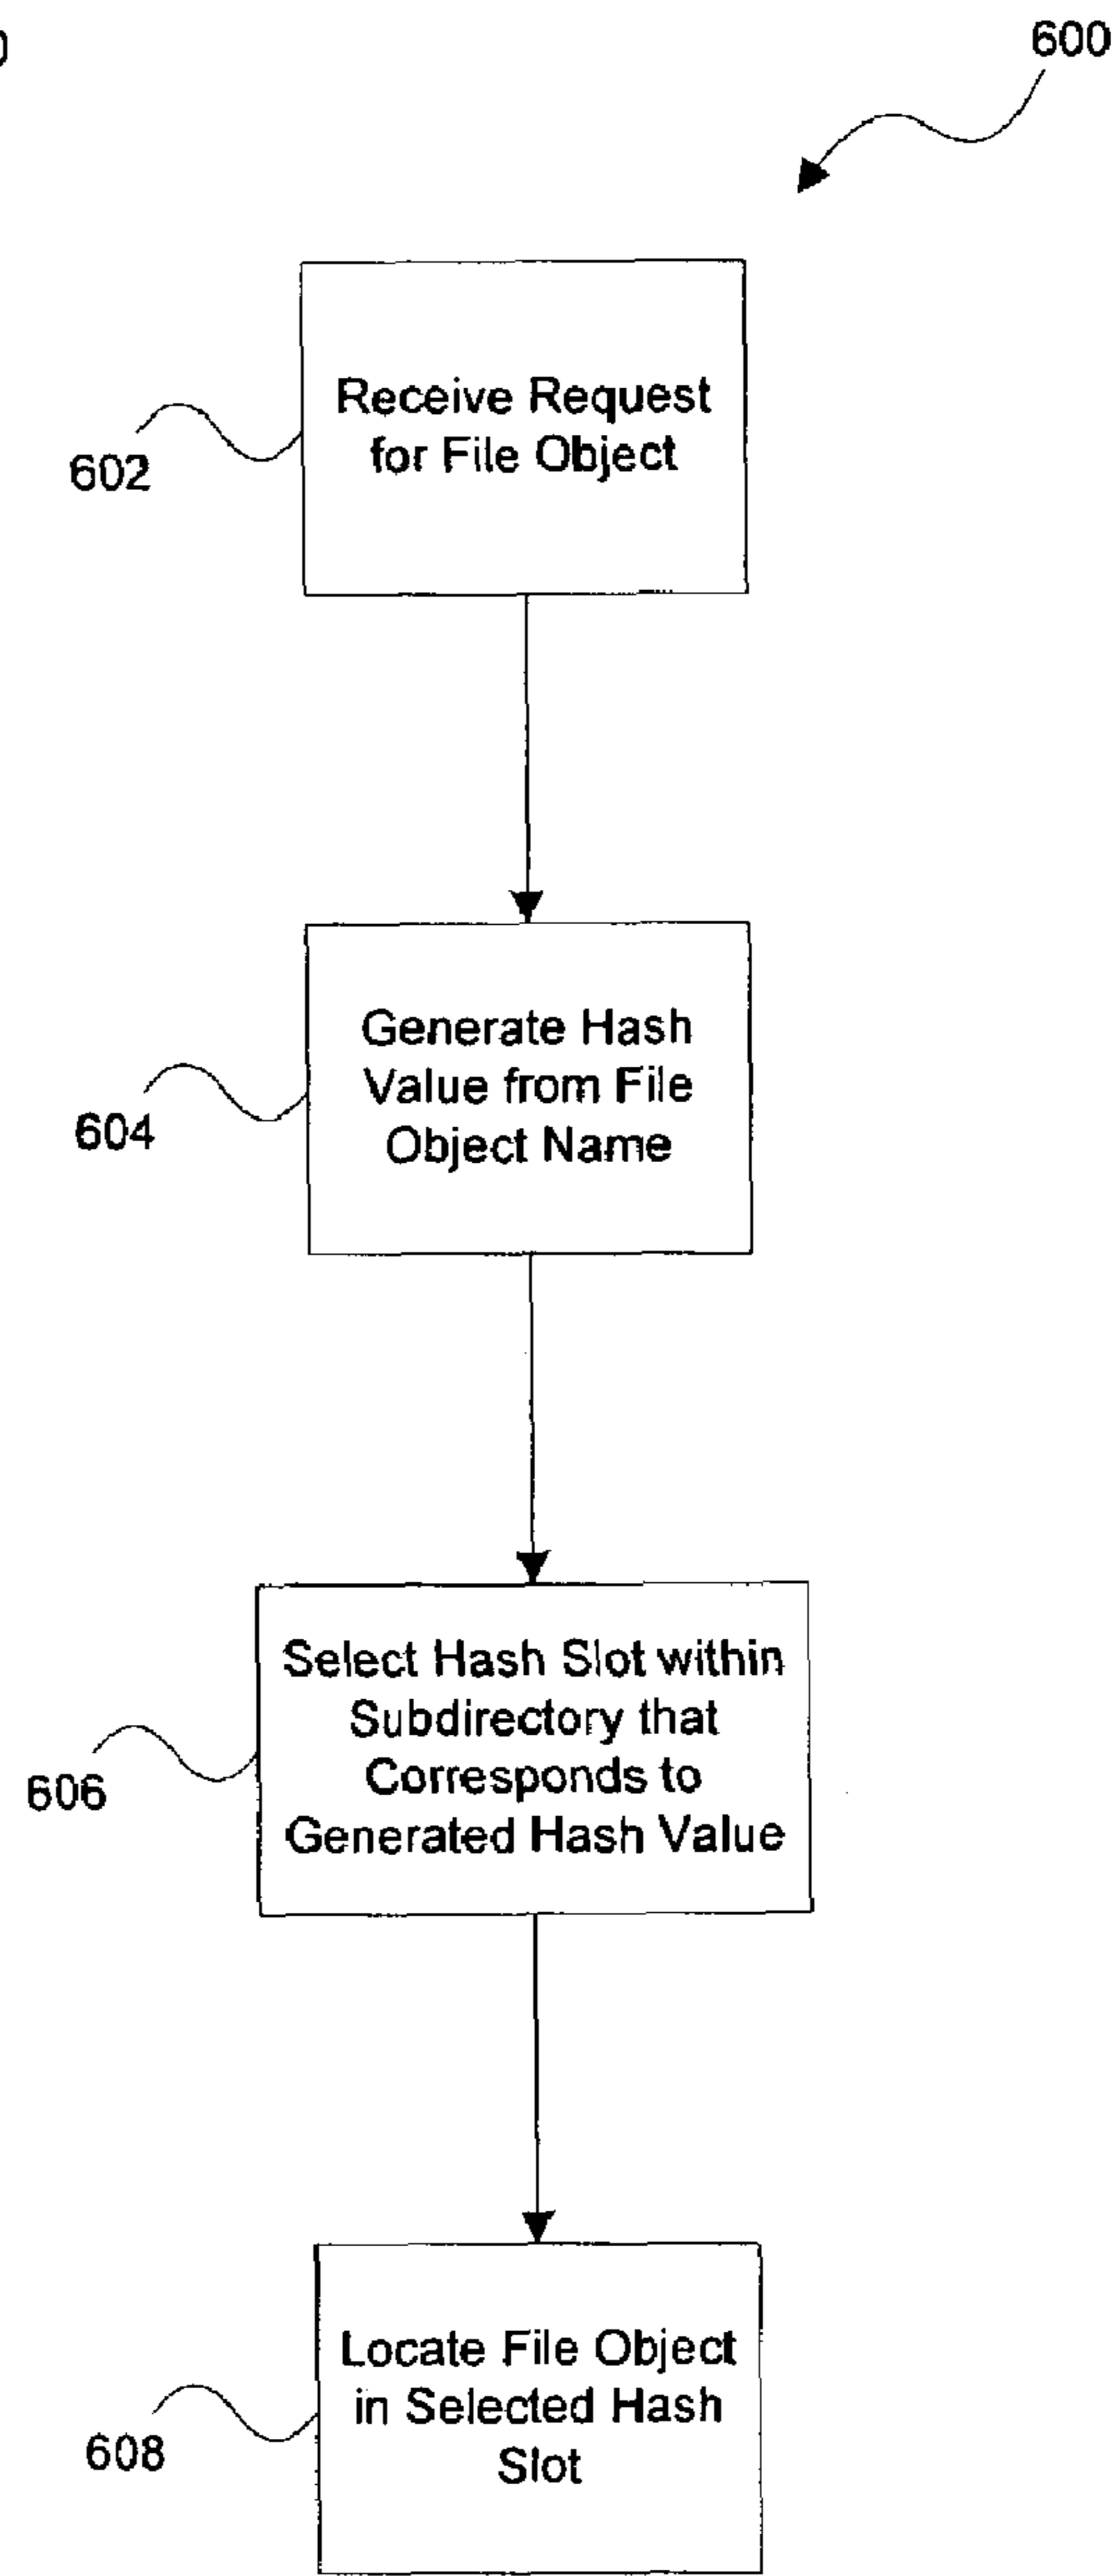 600
Receive Request
for File Object
602
Generate Hash
Value from File
Object Name
604
Select Hash Slot within
Subdirectory that
Corresponds to
Generated Hash Value
606
Locate File Object
in Selected Hash
Slot
608